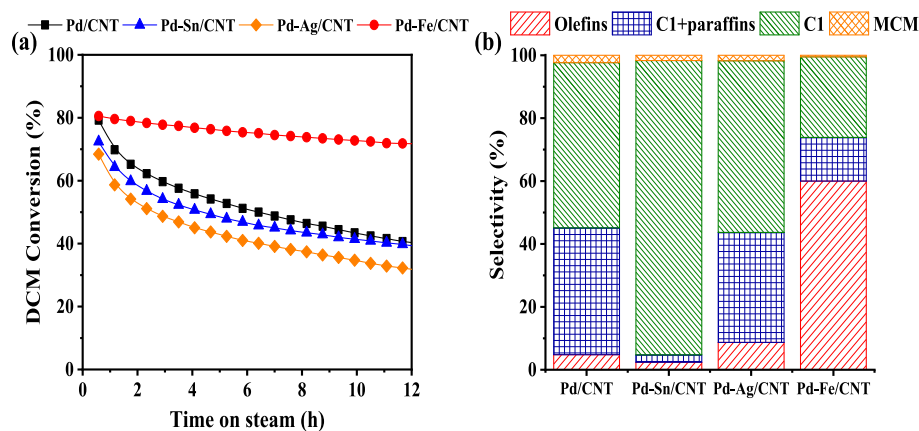 Pd/CNT Pd-Sn/CNT Pd-Ag/CNT Pd-Fe/CNT
(a)
100
80
60
40
20
0
DCM Conversion (%)
0 2 4 6 8 10 12
Time on steam (h)
Olefins C1+paraffins C1 MCM
(b)
100
80
60
40
20
0
Selectivity (%)
Pd/CNT Pd-Sn/CNT Pd-Ag/CNT Pd-Fe/CNT